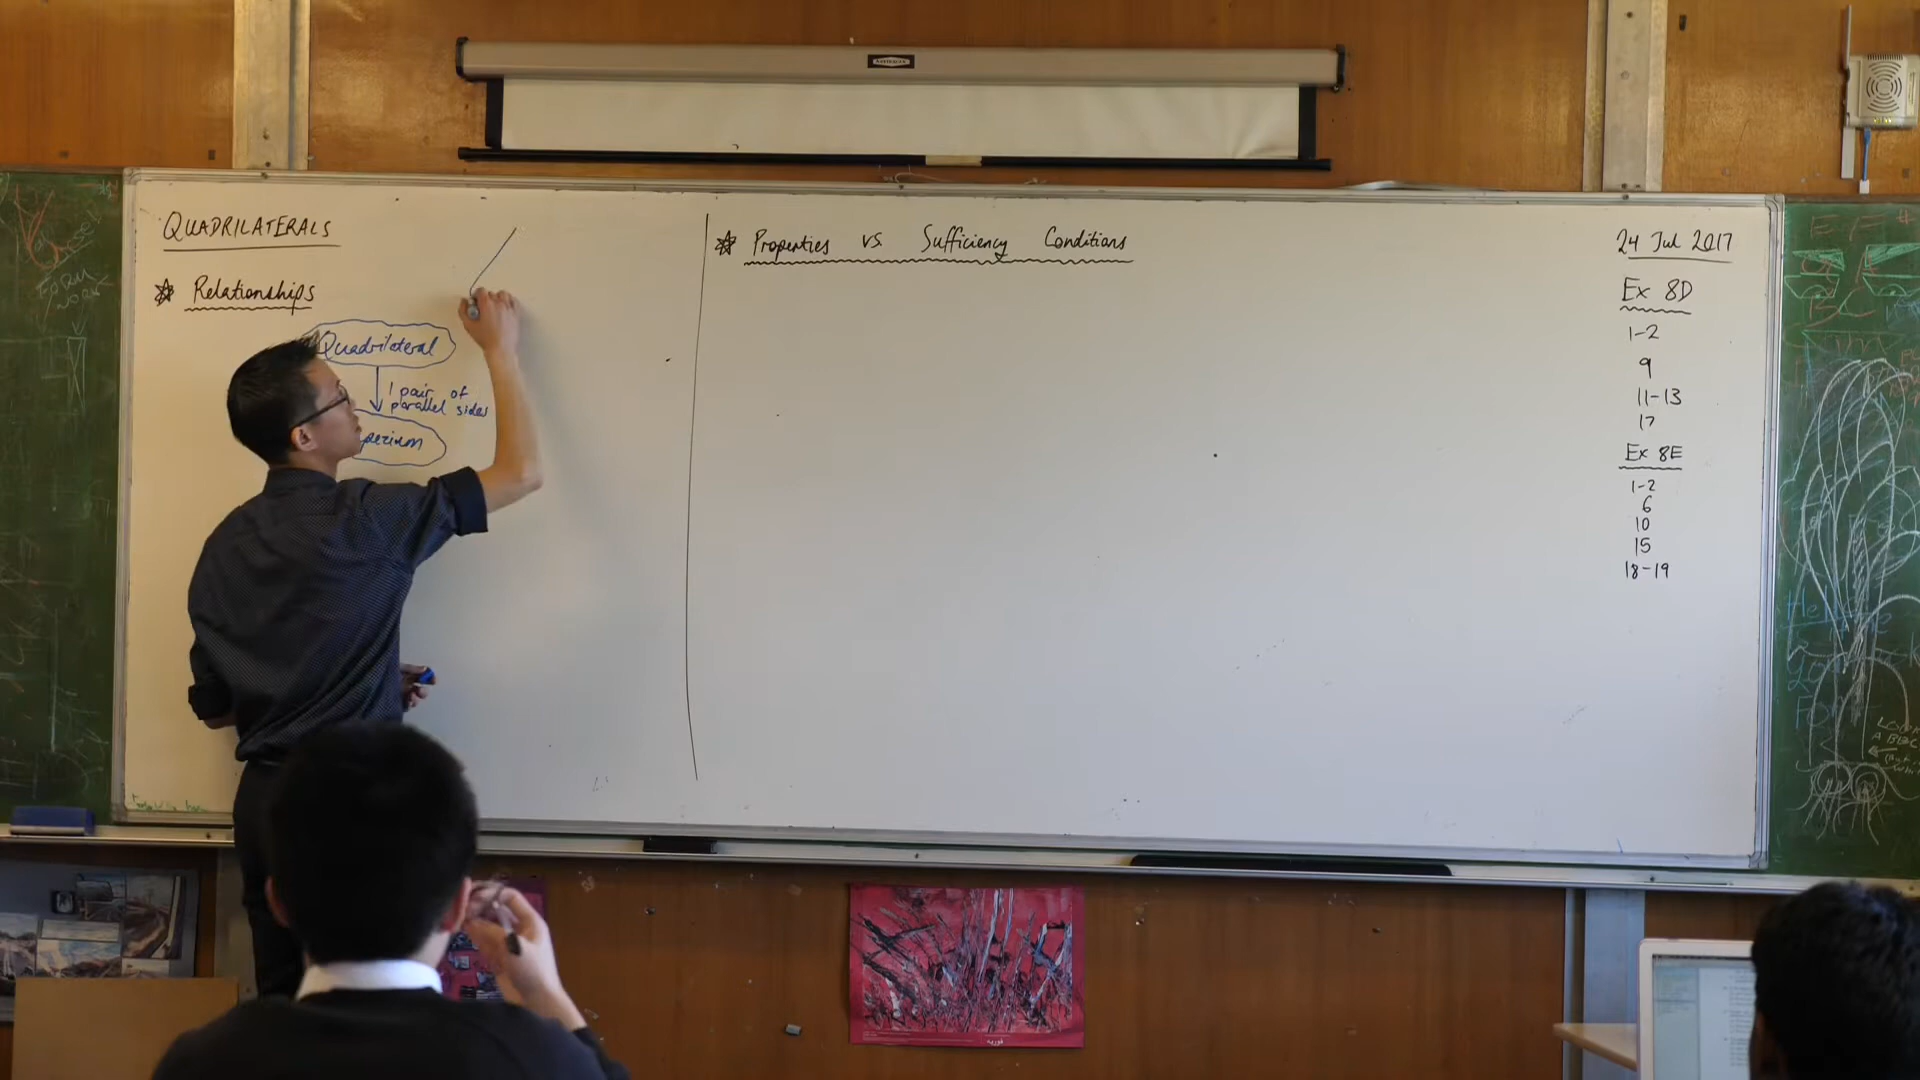 QUADRILATERALS
Relationships
Quadrilateral
1 pair of
parallel sides
Properties vs. Sufficiency Conditions
24 Jul 2017
Ex 8D
1-2
9
11-13
17
Ex 8E
1-2
6
10
15
18-19